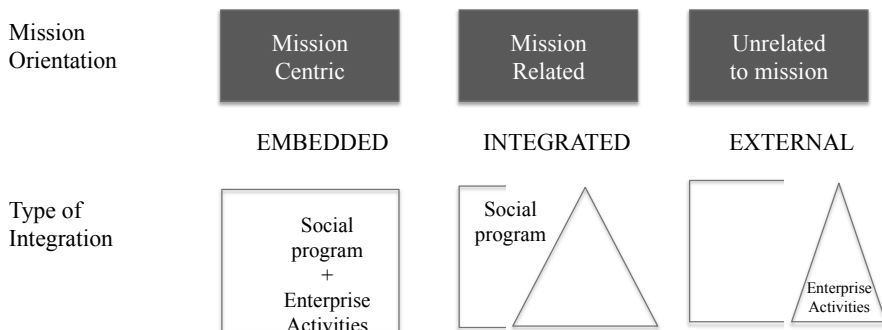 Mission
Orientation
Mission
Centric
Mission
Related
Unrelated
to mission
EMBEDDED
INTEGRATED
EXTERNAL
Type of
Integration
Social
program
+
Enterprise
Activities
Social
program
Enterprise
Activities